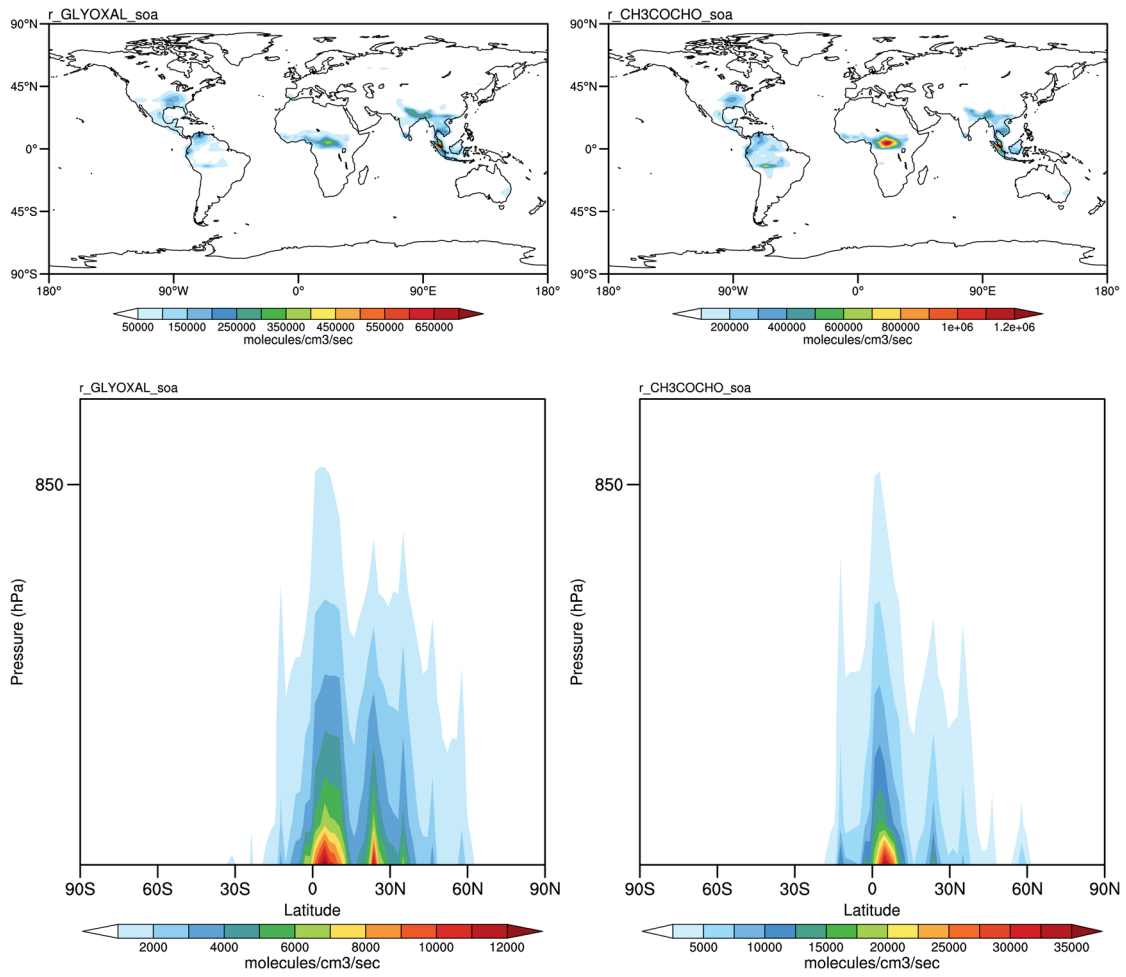 r_GLYOXAL_soa
90°N
45°N
0°
45°S
90°S
180° 90°W 0° 90°E 180°
50000 150000 250000 350000 450000 550000 650000
molecules/cm3/sec
r_CH3COCHO_soa
90°N
45°N
0°
45°S
90°S
180° 90°W 0° 90°E 180°
200000 400000 600000 800000 1e+06 1.2e+06
molecules/cm3/sec
r_GLYOXAL_soa
850
Pressure (hPa)
90S 60S 30S 0 30N 60N 90N
Latitude
2000 4000 6000 8000 10000 12000
molecules/cm3/sec
r_CH3COCHO_soa
850
Pressure (hPa)
90S 60S 30S 0 30N 60N 90N
Latitude
5000 10000 15000 20000 25000 30000 35000
molecules/cm3/sec